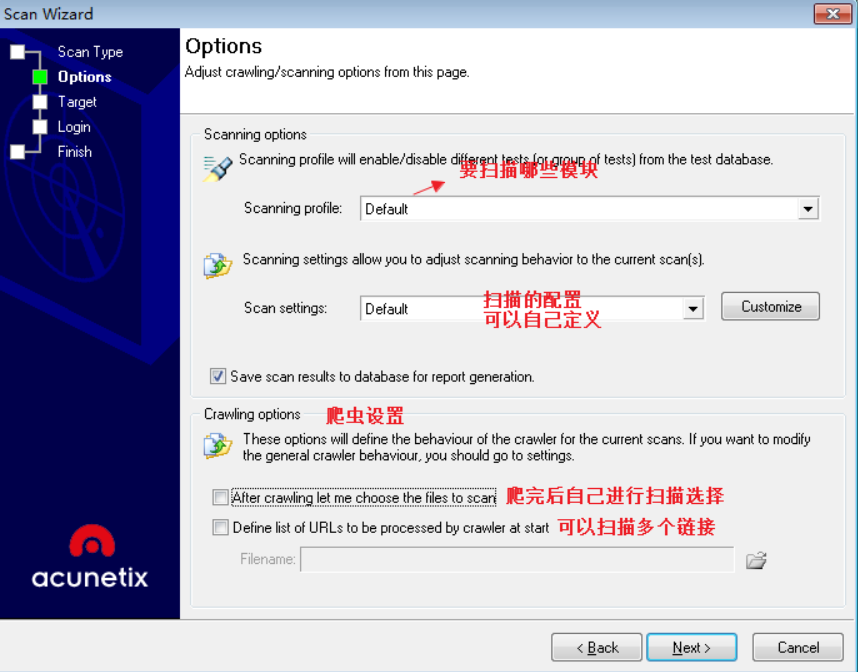 Scan Wizard
Scan Type
Options
Target
Login
Finish
Options
Adjust crawling/scanning options from this page.
Scanning options
Scanning profile will enable/disable different tests (or group of tests) from the test database.
要扫描哪些模块
Scanning profile:
Default
Scanning settings allow you to adjust scanning behavior to the current scan(s).
扫描的配置
Scan settings:
Default
可以自己定义
Customize
Save scan results to database for report generation.
Crawling options
爬虫设置
These options will define the behaviour of the crawler for the current scans. If you want to modify
the general crawler behaviour, you should go to settings.
After crawling let me choose the files to scan
爬完后自己进行扫描选择
Define list of URLs to be processed by crawler at start
可以扫描多个链接
Filename:
acunetix
< Back
Next >
Cancel